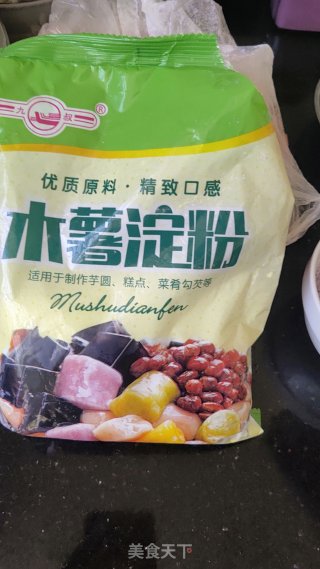 九叔®
优质原料·精致口感
木薯淀粉
适用于制作芋圆、糕点、菜肴勾芡等
Mushudianfen
美食天下